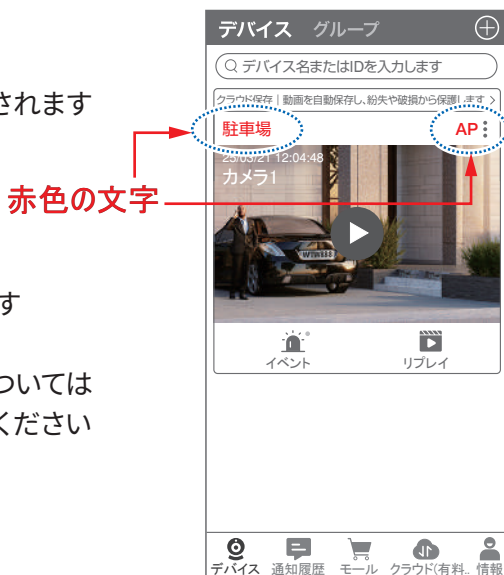 デバイス グループ
デバイス名またはIDを入力します
されます
クラウド保存｜動画を自動保存し、紛失や破損から保護します >
駐車場 AP
25/03/21 12:04:48
カメラ1
赤色の文字
WTW888
す
イベント リプレイ
ついては
ください
デバイス 通知履歴 モール クラウド(有料.. 情報